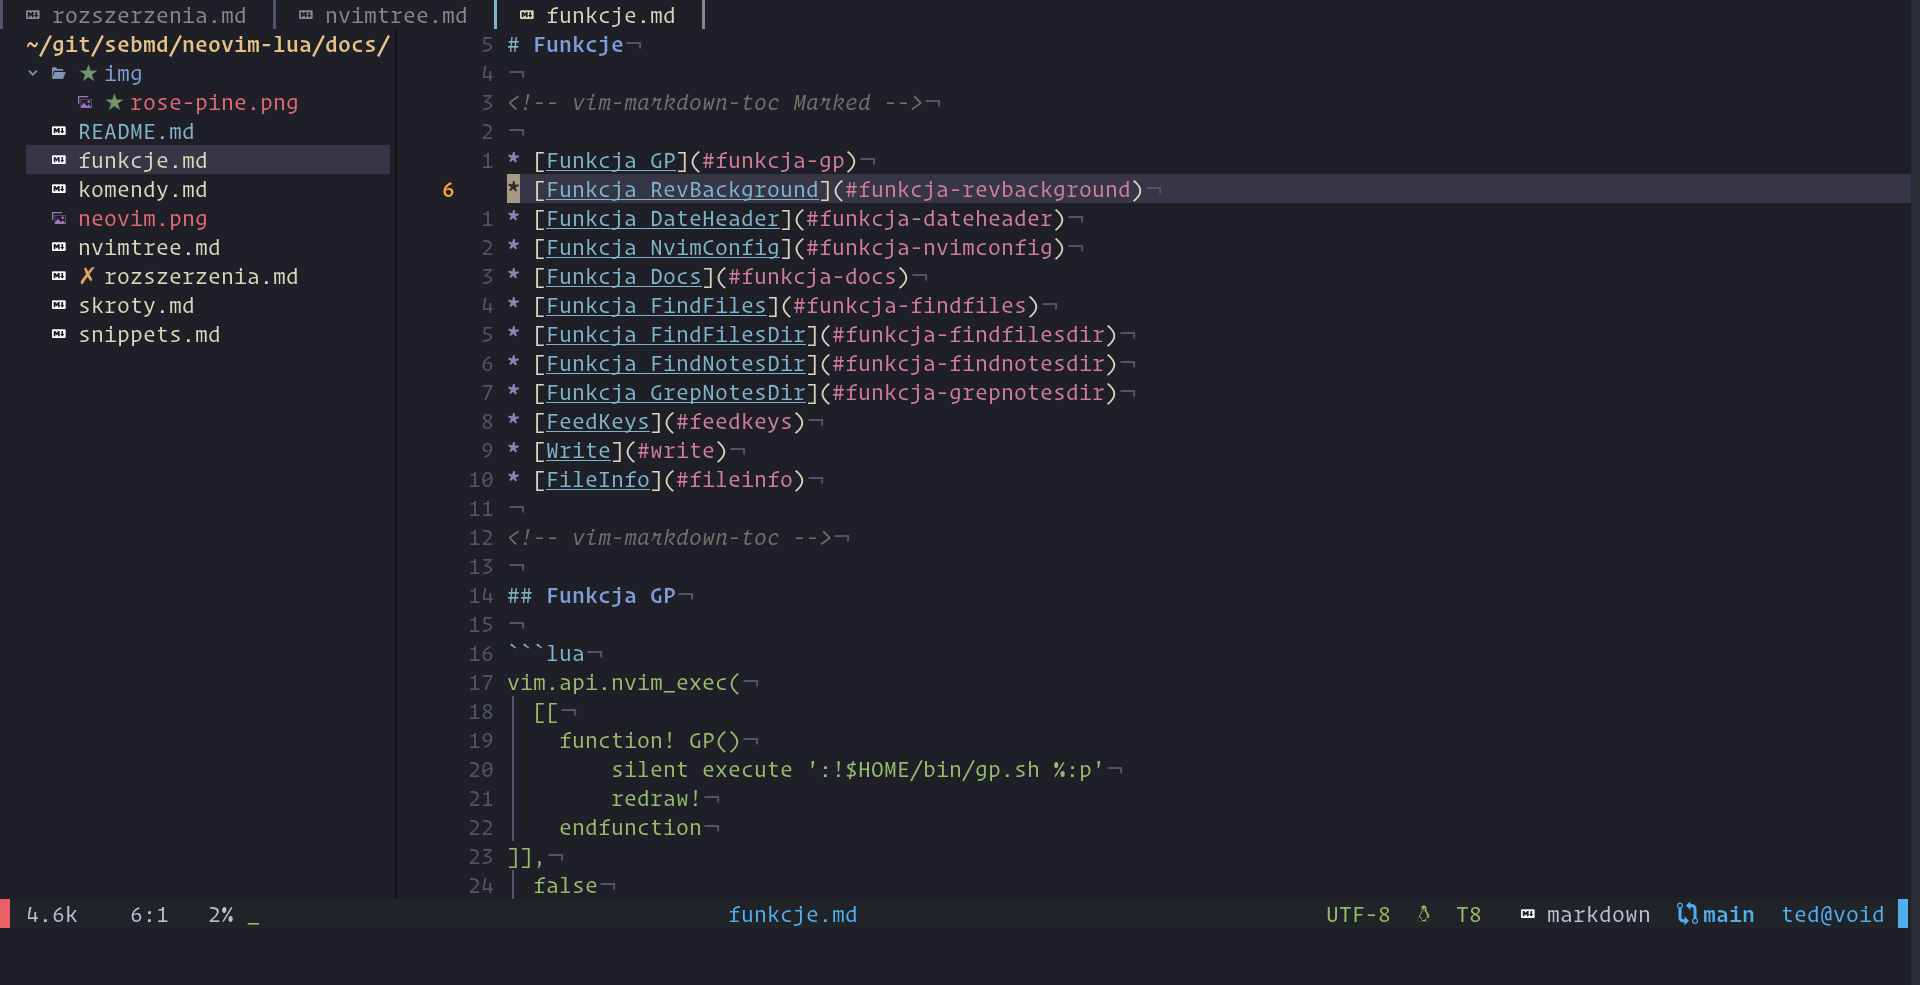 rozszerzenia.md nvimtree.md funkcje.md
~/git/sebmd/neovim-lua/docs/
★ img
★ rose-pine.png
README.md
funkcje.md
komendy.md
neovim.png
nvimtree.md
✗ rozszerzenia.md
skroty.md
snippets.md
5 # Funkcje¬
4 ¬
3 <!-- vim-markdown-toc Marked -->¬
2 ¬
1 * [Funkcja GP](#funkcja-gp)¬
6 * [Funkcja RevBackground](#funkcja-revbackground)¬
1 * [Funkcja DateHeader](#funkcja-dateheader)¬
2 * [Funkcja NvimConfig](#funkcja-nvimconfig)¬
3 * [Funkcja Docs](#funkcja-docs)¬
4 * [Funkcja FindFiles](#funkcja-findfiles)¬
5 * [Funkcja FindFilesDir](#funkcja-findfilesdir)¬
6 * [Funkcja FindNotesDir](#funkcja-findnotesdir)¬
7 * [Funkcja GrepNotesDir](#funkcja-grepnotesdir)¬
8 * [FeedKeys](#feedkeys)¬
9 * [Write](#write)¬
10 * [FileInfo](#fileinfo)¬
11 ¬
12 <!-- vim-markdown-toc -->¬
13 ¬
14 ## Funkcja GP¬
15 ¬
16 ```lua¬
17 vim.api.nvim_exec(¬
18 [[¬
19 function! GP()¬
20 silent execute ':!$HOME/bin/gp.sh %:p'¬
21 redraw!¬
22 endfunction¬
23 ]],¬
24 false¬
4.6k 6:1 2% _ funkcje.md UTF-8 T8 markdown main ted@void